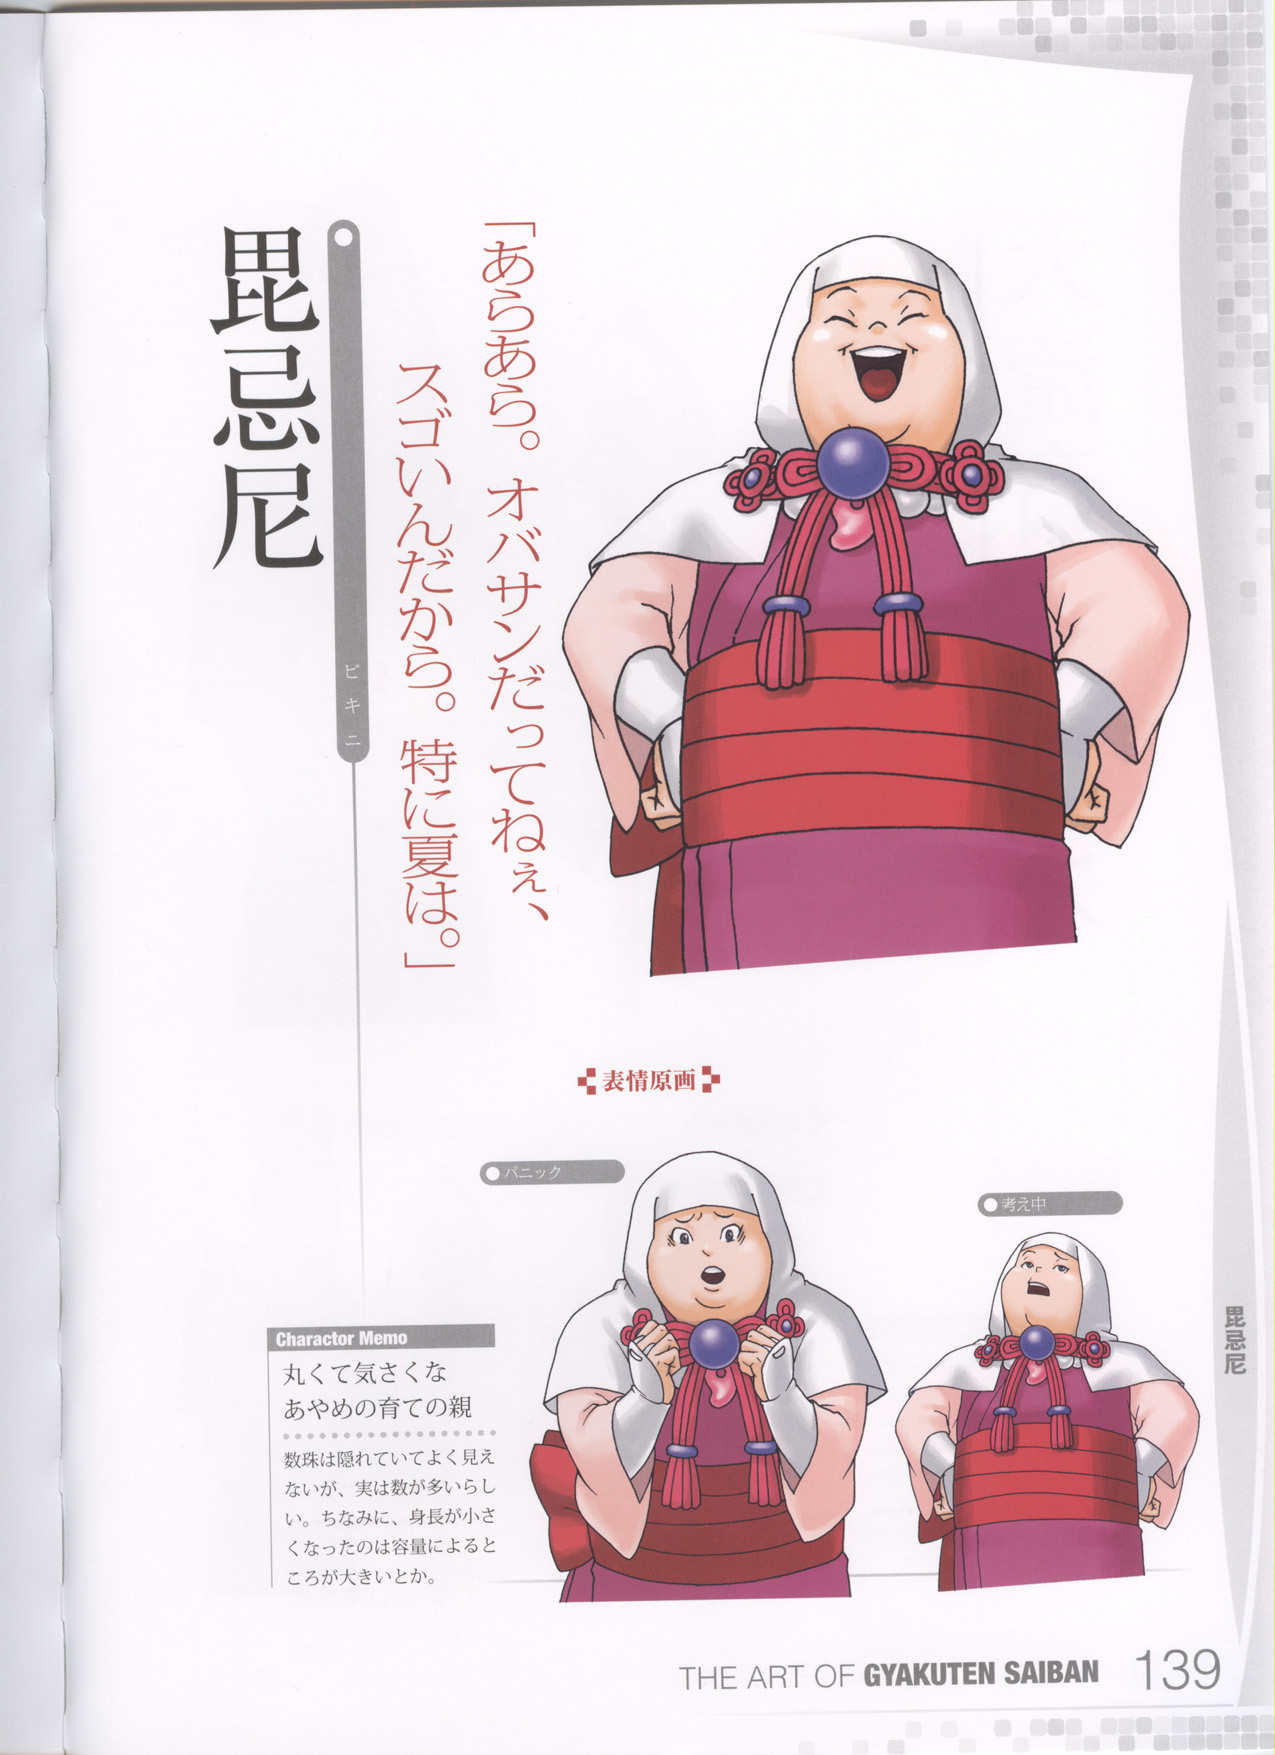 毘忌尼
ビキニ
「あらあら。オバサンだってねぇ、
スゴいんだから。特に夏は。」
表情原画
パニック
考え中
Charactor Memo
丸くて気さくな
あやめの育ての親
数珠は隠れていてよく見え
ないが、実は数が多いらし
い。ちなみに、身長が小さ
くなったのは容量によると
ころが大きいとか。
毘忌尼
THE ART OF GYAKUTEN SAIBAN 139